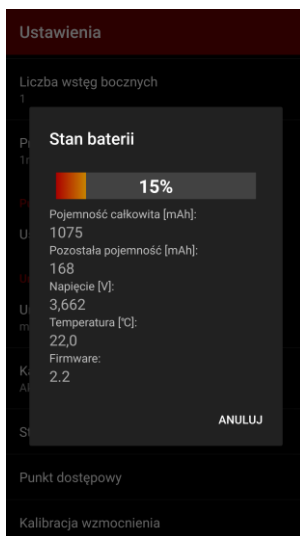 Ustawienia
Liczba wstęg bocznych
1
Stan baterii
15%
Pojemność całkowita [mAh]:
1075
Pozostała pojemność [mAh]:
168
Napięcie [V]:
3,662
Temperatura [℃]:
22,0
Firmware:
2.2
ANULUJ
Punkt dostępowy
Kalibracja wzmocnienia